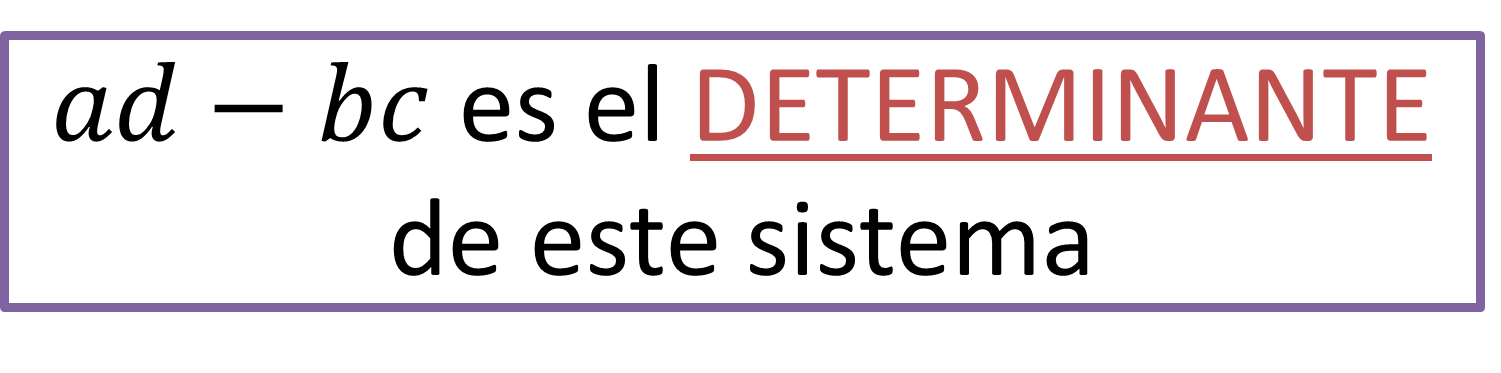 ad − bc es el DETERMINANTE
de este sistema